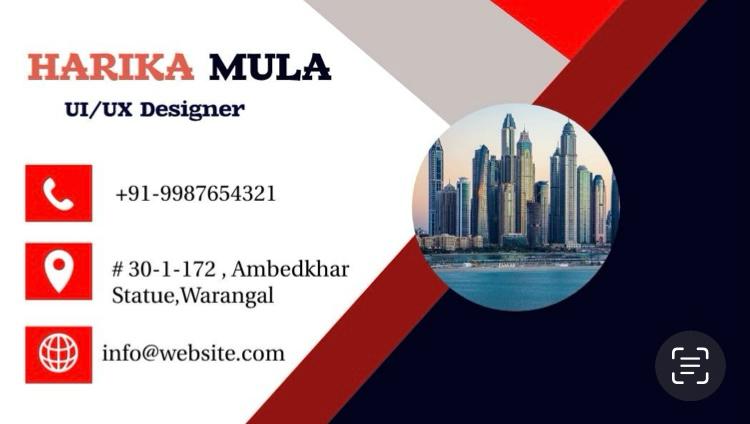 HARIKA MULA
UI/UX Designer
+91-9987654321
# 30-1-172 , Ambedkhar
Statue,Warangal
info@website.com